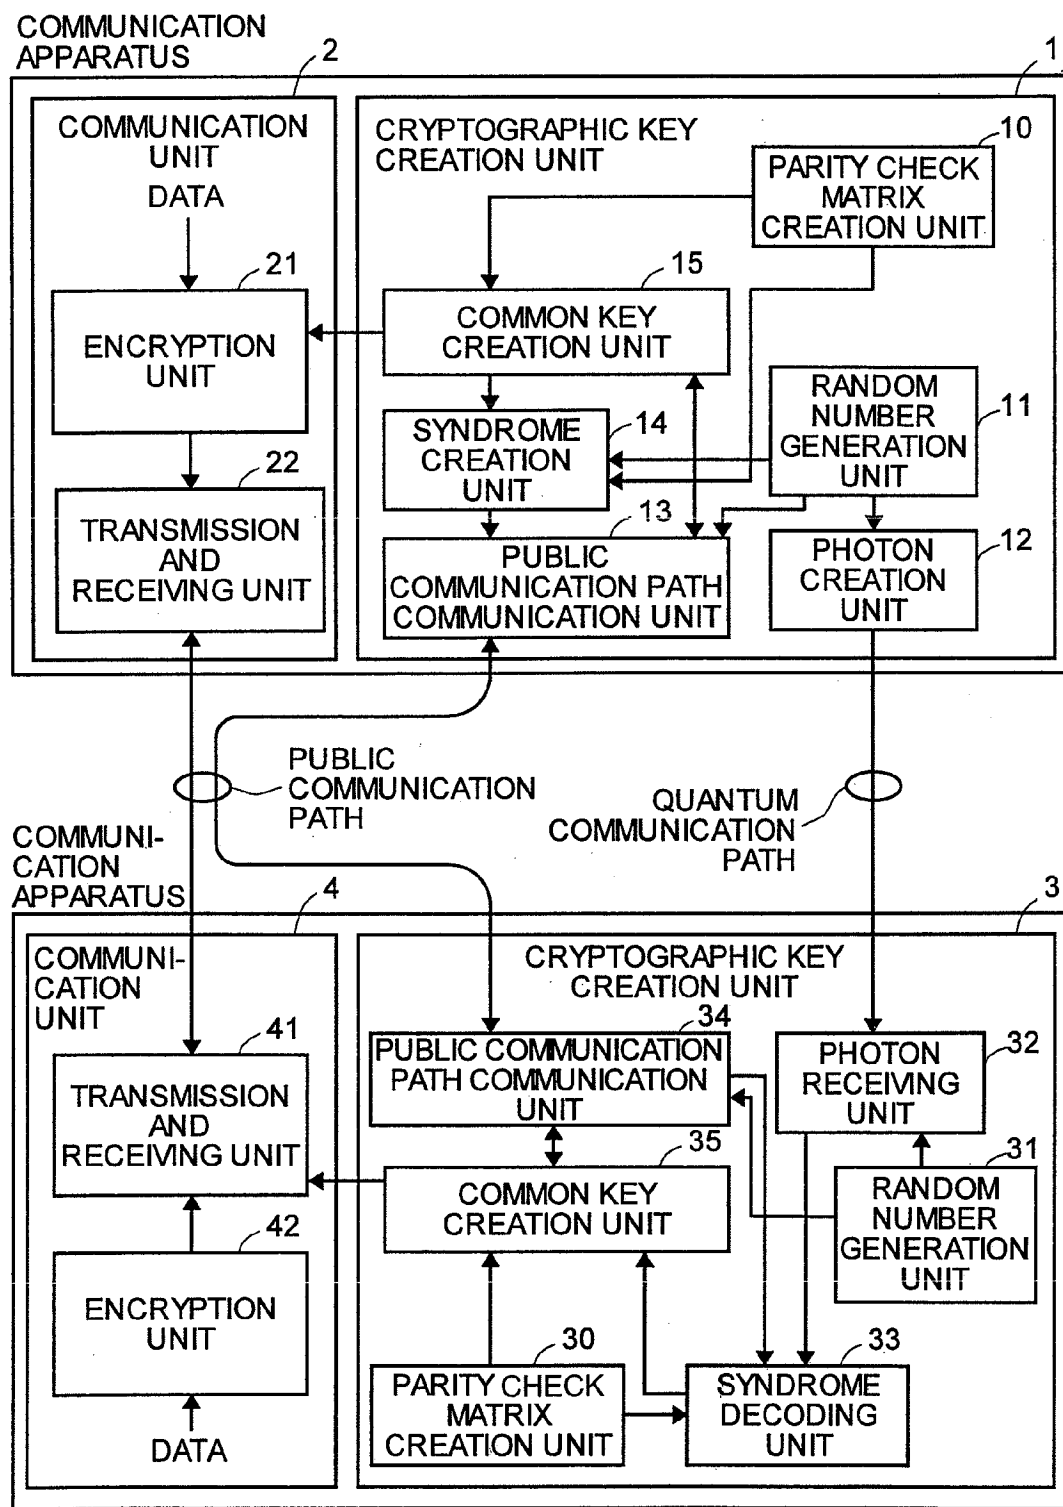 COMMUNICATION
APPARATUS
2
1
COMMUNICATION
UNIT
DATA
CRYPTOGRAPHIC KEY
CREATION UNIT
10
PARITY CHECK
MATRIX
CREATION UNIT
21
ENCRYPTION
UNIT
15
COMMON KEY
CREATION UNIT
RANDOM
NUMBER
GENERATION
UNIT
11
14
SYNDROME
CREATION
UNIT
22
TRANSMISSION
AND
RECEIVING UNIT
13
PUBLIC
COMMUNICATION PATH
COMMUNICATION UNIT
12
PHOTON
CREATION
UNIT
PUBLIC
COMMUNICATION
PATH
QUANTUM
COMMUNICATION
PATH
COMMUNI-
CATION
APPARATUS
4
3
COMMUNI-
CATION
UNIT
CRYPTOGRAPHIC KEY
CREATION UNIT
41
TRANSMISSION
AND
RECEIVING UNIT
34
PUBLIC COMMUNICATION
PATH COMMUNICATION
UNIT
32
PHOTON
RECEIVING
UNIT
35
COMMON KEY
CREATION UNIT
31
RANDOM
NUMBER
GENERATION
UNIT
42
ENCRYPTION
UNIT
DATA
30
PARITY CHECK
MATRIX
CREATION UNIT
33
SYNDROME
DECODING
UNIT